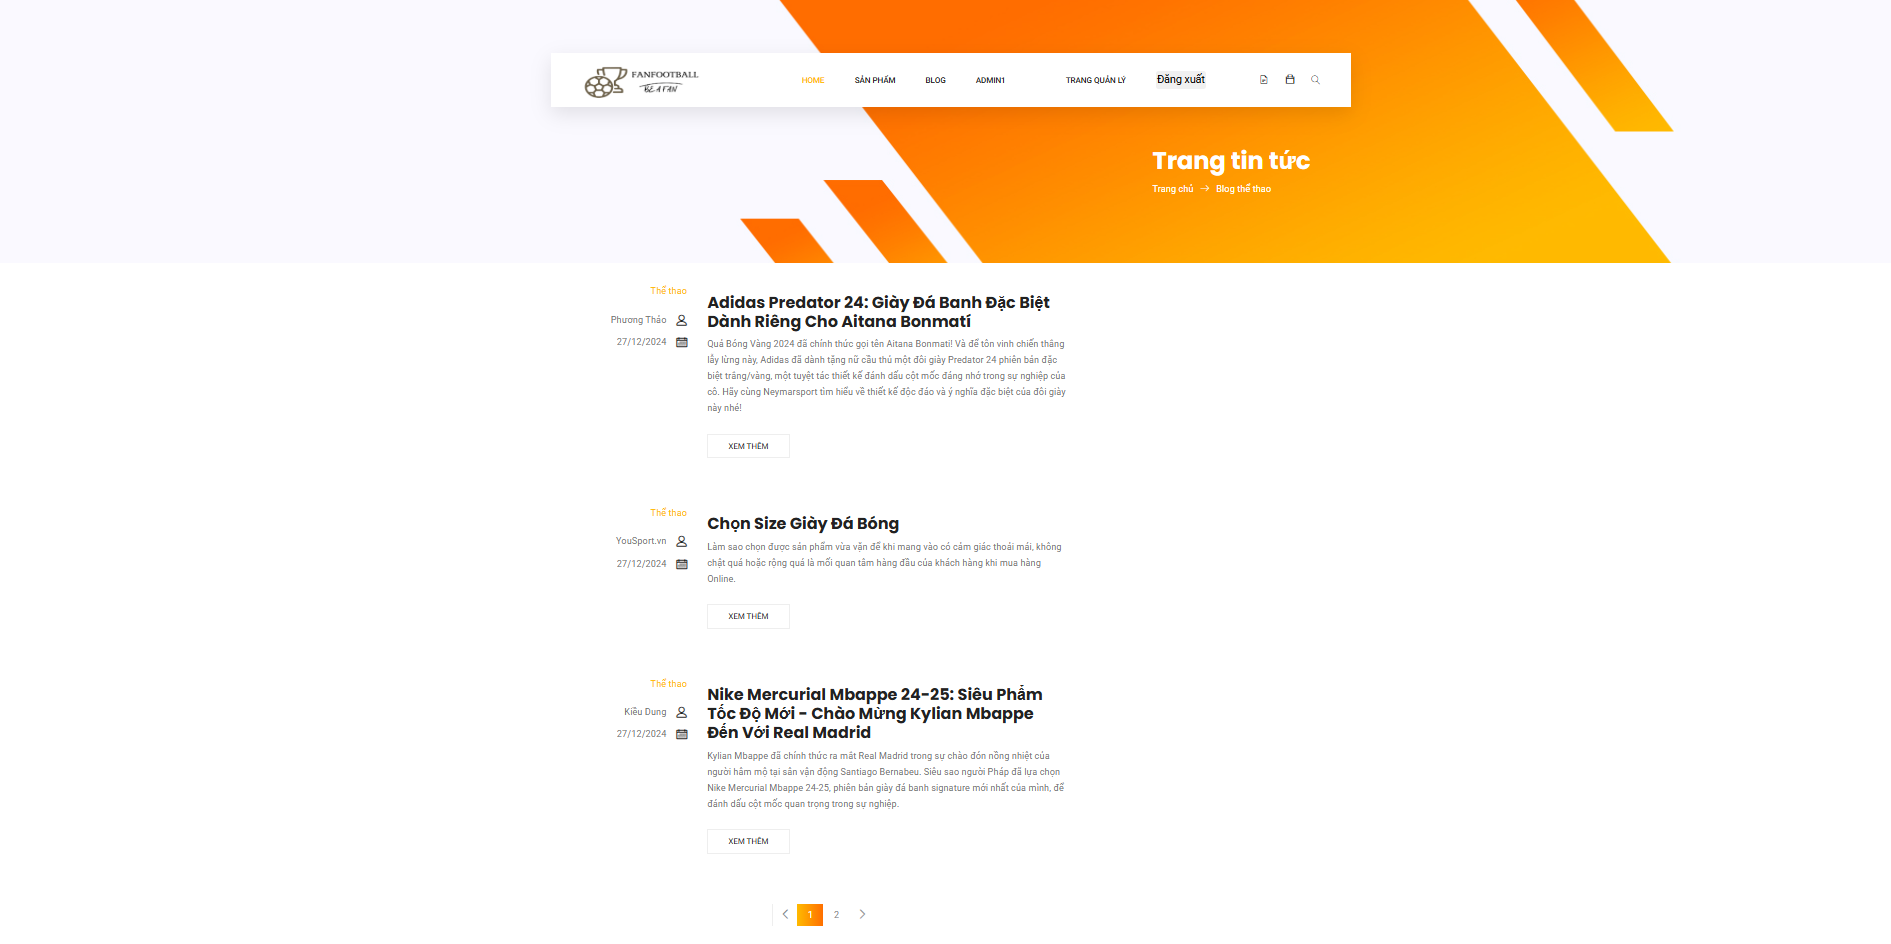 FANFOOTBALL
BE A FAN
HOME SẢN PHẨM BLOG ADMIN1 TRANG QUẢN LÝ Đăng xuất
Trang tin tức
Trang chủ → Blog thể thao
Thể thao
Phương Thảo
27/12/2024
Adidas Predator 24: Giày Đá Banh Đặc Biệt
Dành Riêng Cho Aitana Bonmatí
Quả Bóng Vàng 2024 đã chính thức gọi tên Aitana Bonmatí! Và để tôn vinh chiến thắng
lẫy lừng này, Adidas đã dành tặng nữ cầu thủ một đôi giày Predator 24 phiên bản đặc
biệt trắng/vàng, một tuyệt tác thiết kế đánh dấu cột mốc đáng nhớ trong sự nghiệp của
cô. Hãy cùng Neymarsport tìm hiểu về thiết kế độc đáo và ý nghĩa đặc biệt của đôi giày
này nhé!
XEM THÊM
Thể thao
YouSport.vn
27/12/2024
Chọn Size Giày Đá Bóng
Làm sao chọn được sản phẩm vừa vặn để khi mang vào có cảm giác thoải mái, không
chật quá hoặc rộng quá là mối quan tâm hàng đầu của khách hàng khi mua hàng
Online.
XEM THÊM
Thể thao
Kiều Dung
27/12/2024
Nike Mercurial Mbappe 24-25: Siêu Phẩm
Tốc Độ Mới - Chào Mừng Kylian Mbappe
Đến Với Real Madrid
Kylian Mbappe đã chính thức ra mắt Real Madrid trong sự chào đón nồng nhiệt của
người hâm mộ tại sân vận động Santiago Bernabeu. Siêu sao người Pháp đã lựa chọn
Nike Mercurial Mbappe 24-25, phiên bản giày đá banh signature mới nhất của mình, để
đánh dấu cột mốc quan trọng trong sự nghiệp.
XEM THÊM
1 2